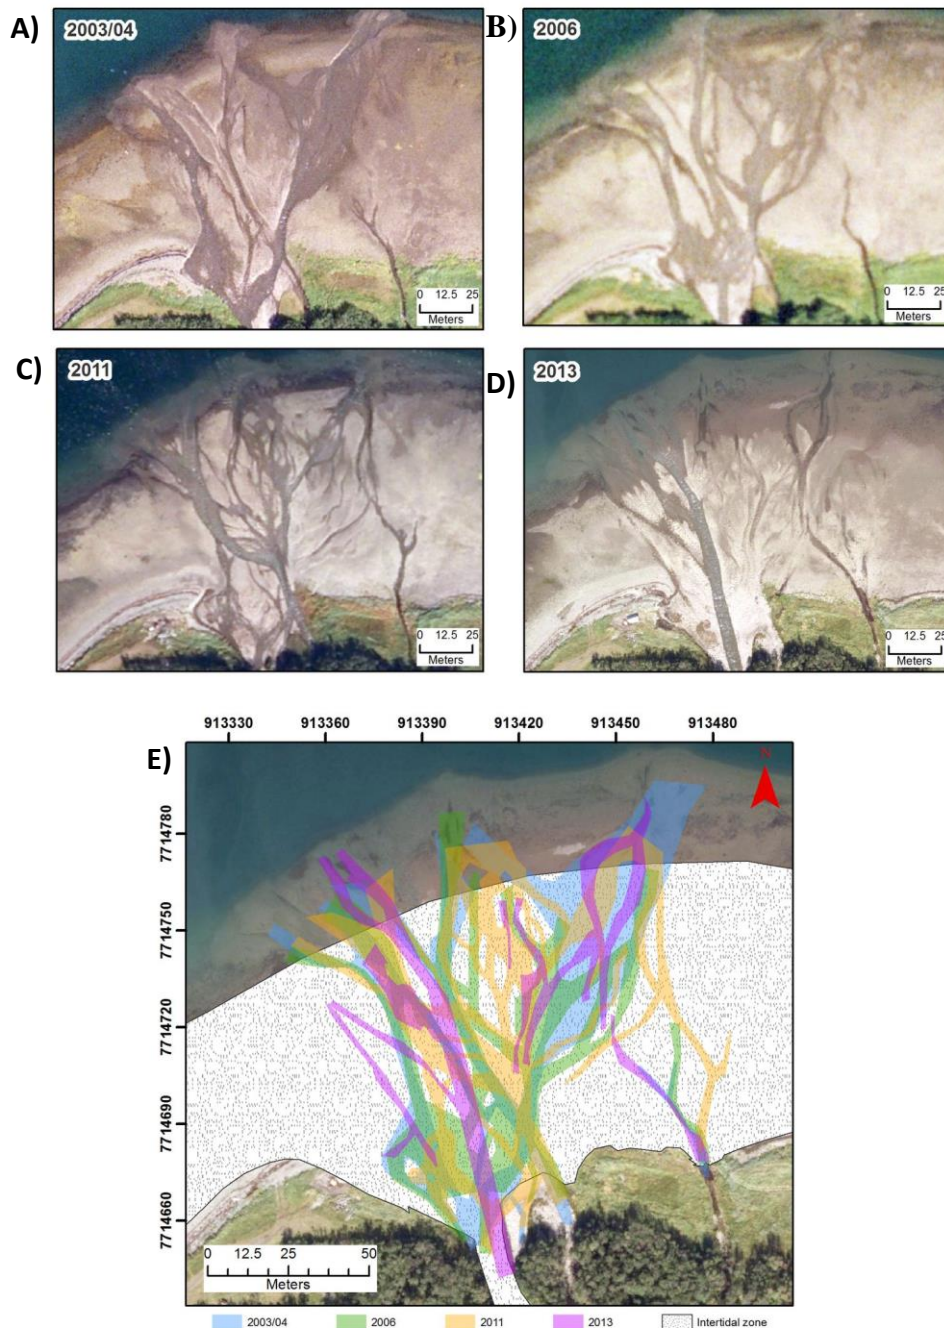 A)
2003/04
0 12.5 25
Meters
B)
2006
0 12.5 25
Meters
C)
2011
0 12.5 25
Meters
D)
2013
0 12.5 25
Meters
E)
913330 913360 913390 913420 913450 913480
N
7714780
7714750
7714720
7714690
7714660
0 12.5 25 50
Meters
2003/04 2006 2011 2013 Intertidal zone